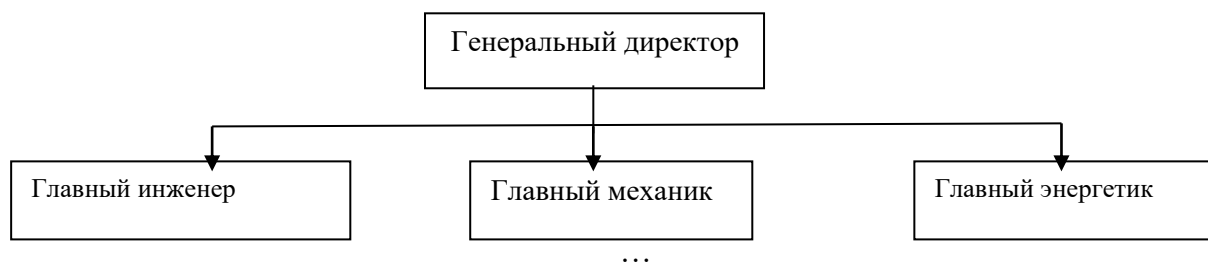 Генеральный директор
Главный инженер
Главный механик
Главный энергетик
…